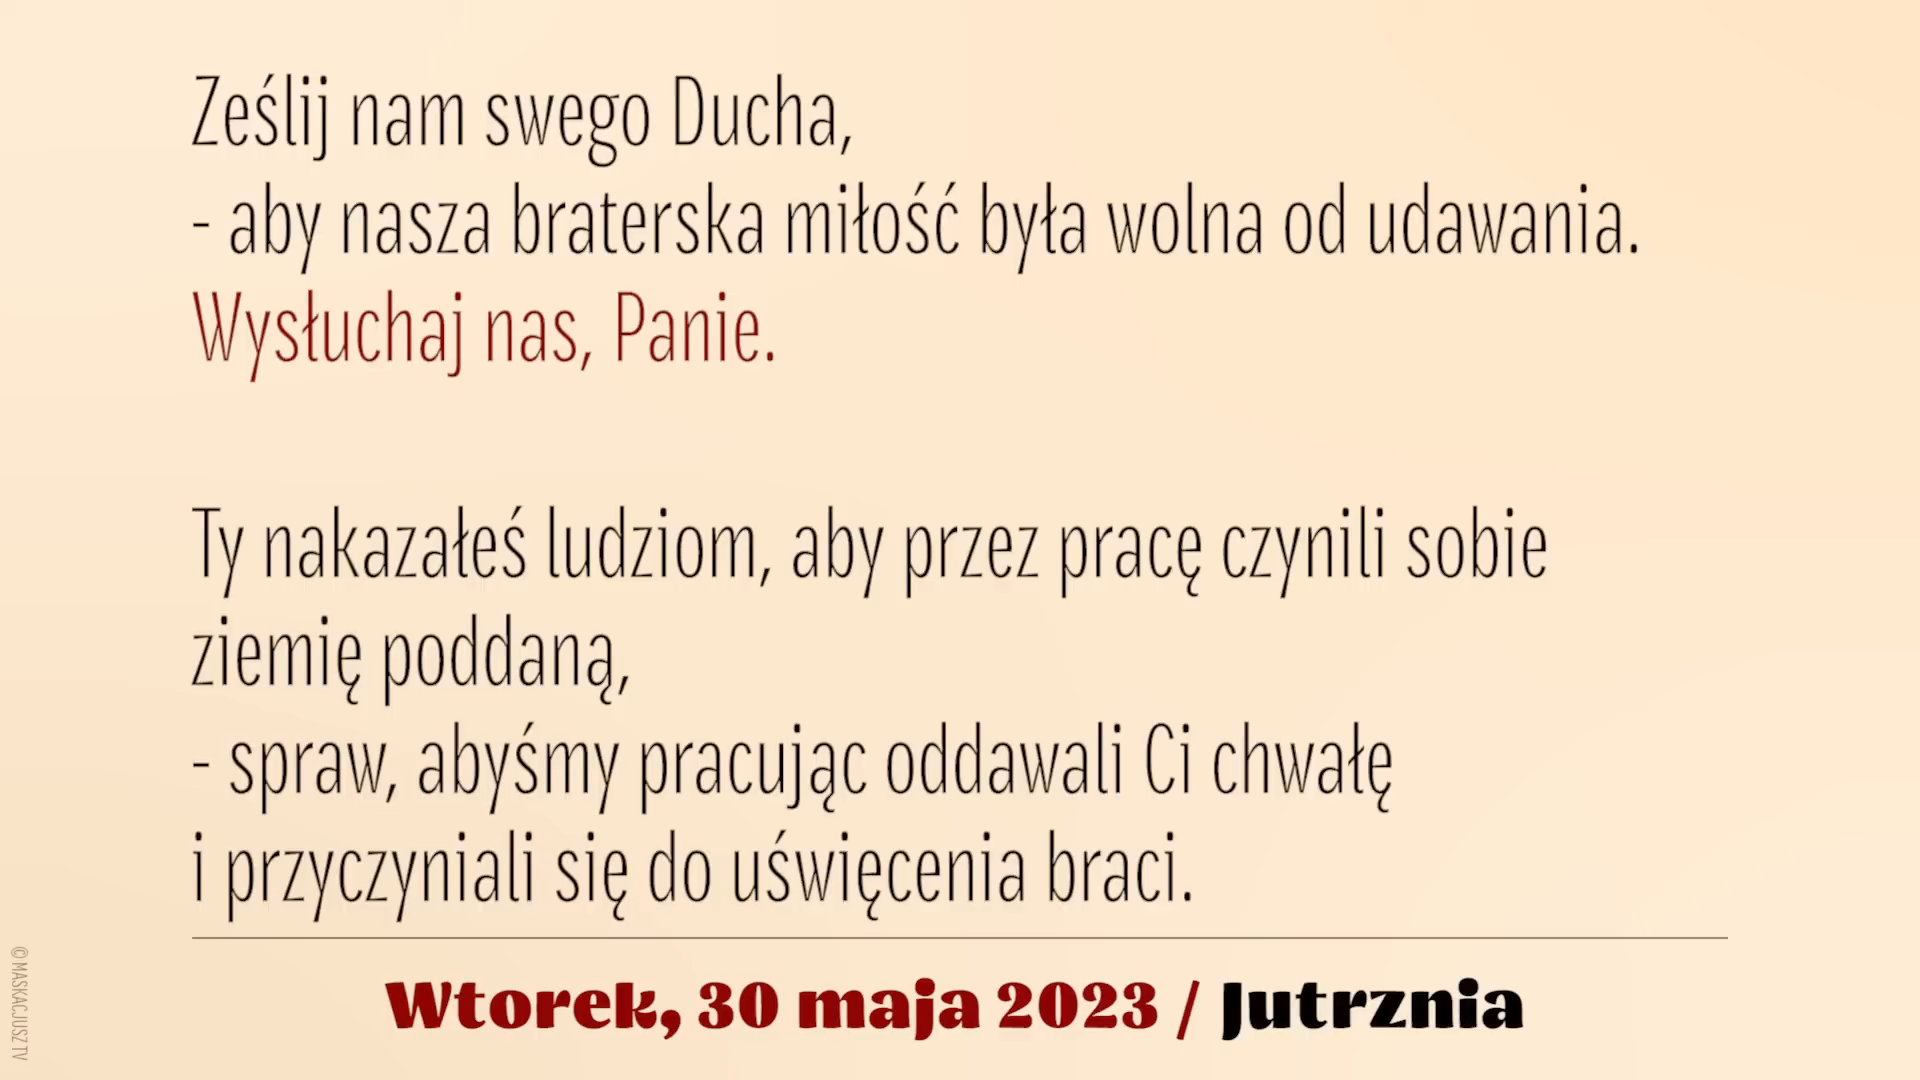 Ześlij nam swego Ducha,
- aby nasza braterska miłość była wolna od udawania.
Wysłuchaj nas, Panie.
Ty nakazałeś ludziom, aby przez pracę czynili sobie
ziemię poddaną,
- spraw, abyśmy pracując oddawali Ci chwałę
i przyczyniali się do uświęcenia braci.
Wtorek, 30 maja 2023 / Jutrznia
© MASKACJUSZ TV